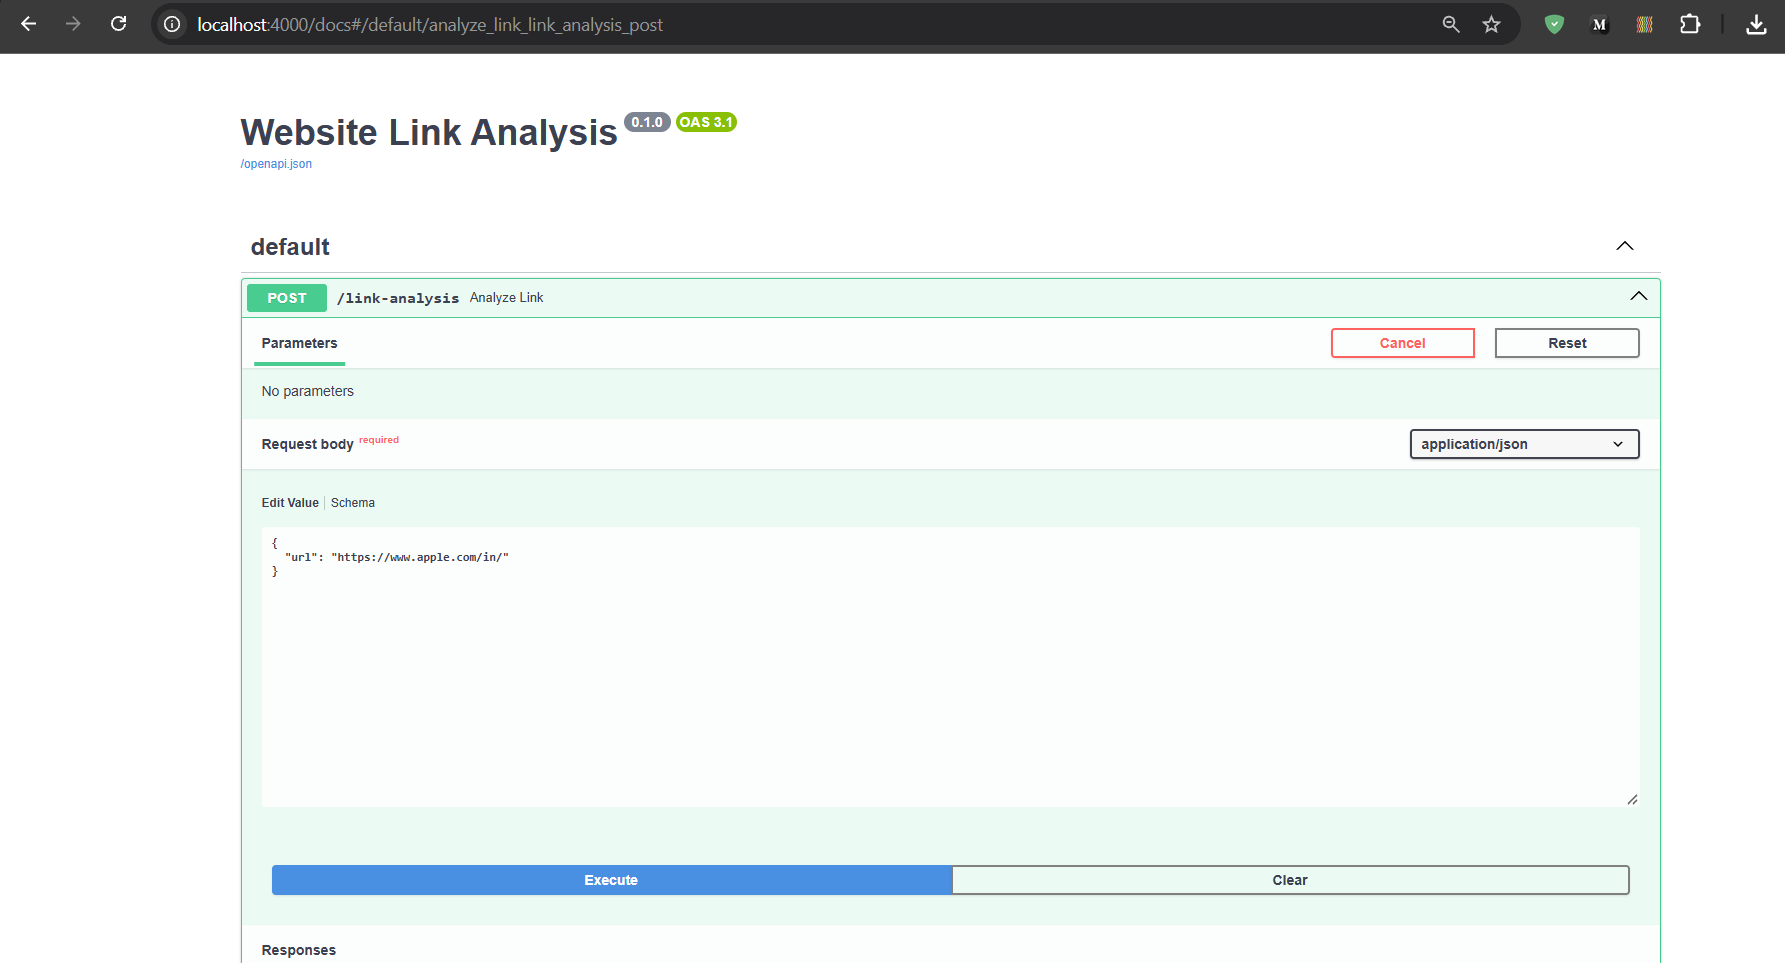 localhost:4000/docs#/default/analyze_link_link_analysis_post
M
Website Link Analysis 0.1.0 OAS 3.1
/openapi.json
default
POST /link-analysis Analyze Link
Parameters Cancel Reset
No parameters
Request body required application/json
Edit Value Schema
{
"url": "https://www.apple.com/in/"
}
Execute Clear
Responses